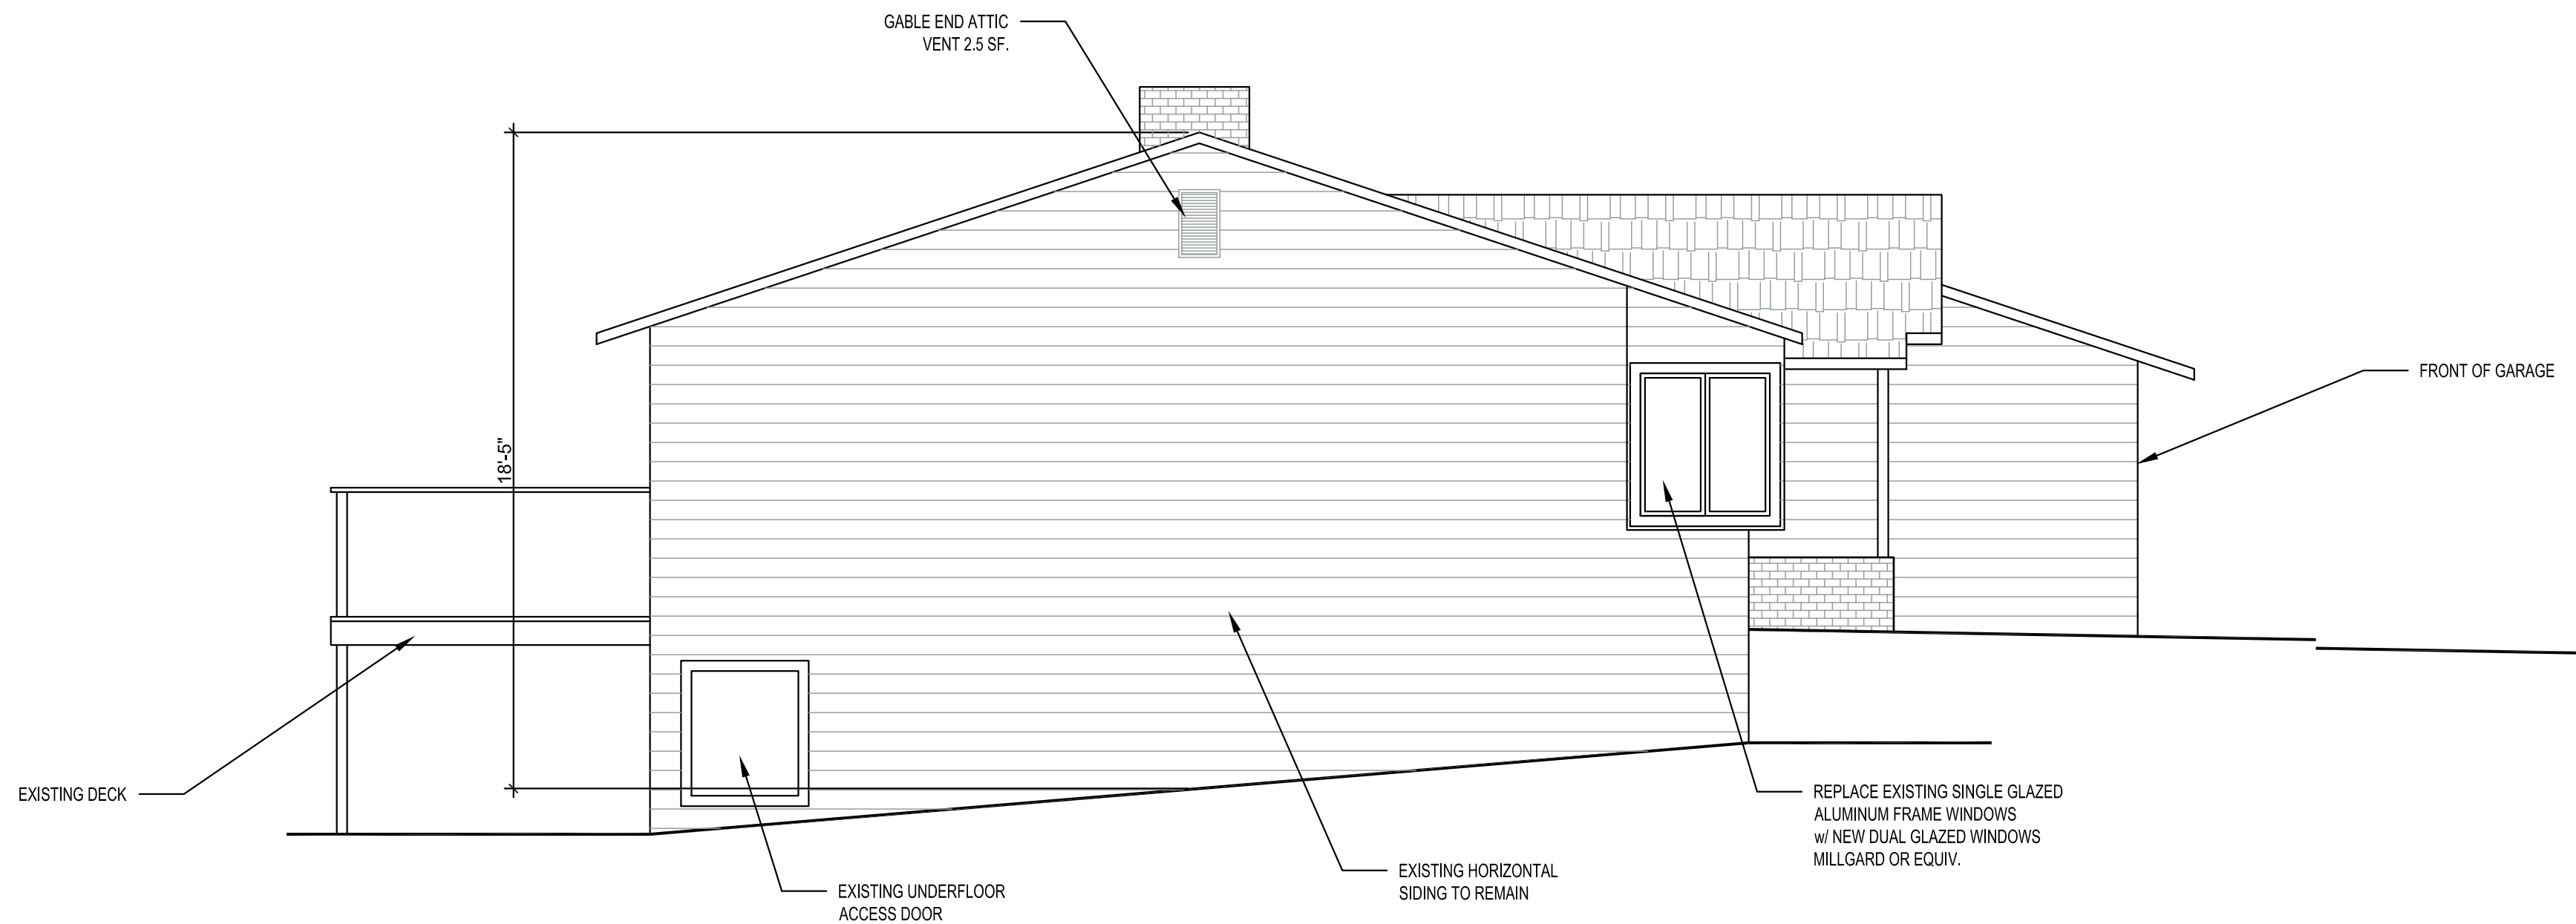 GABLE END ATTIC
VENT 2.5 SF.
18'-5"
FRONT OF GARAGE
EXISTING DECK
REPLACE EXISTING SINGLE GLAZED
ALUMINUM FRAME WINDOWS
w/ NEW DUAL GLAZED WINDOWS
MILLGARD OR EQUIV.
EXISTING HORIZONTAL
SIDING TO REMAIN
EXISTING UNDERFLOOR
ACCESS DOOR